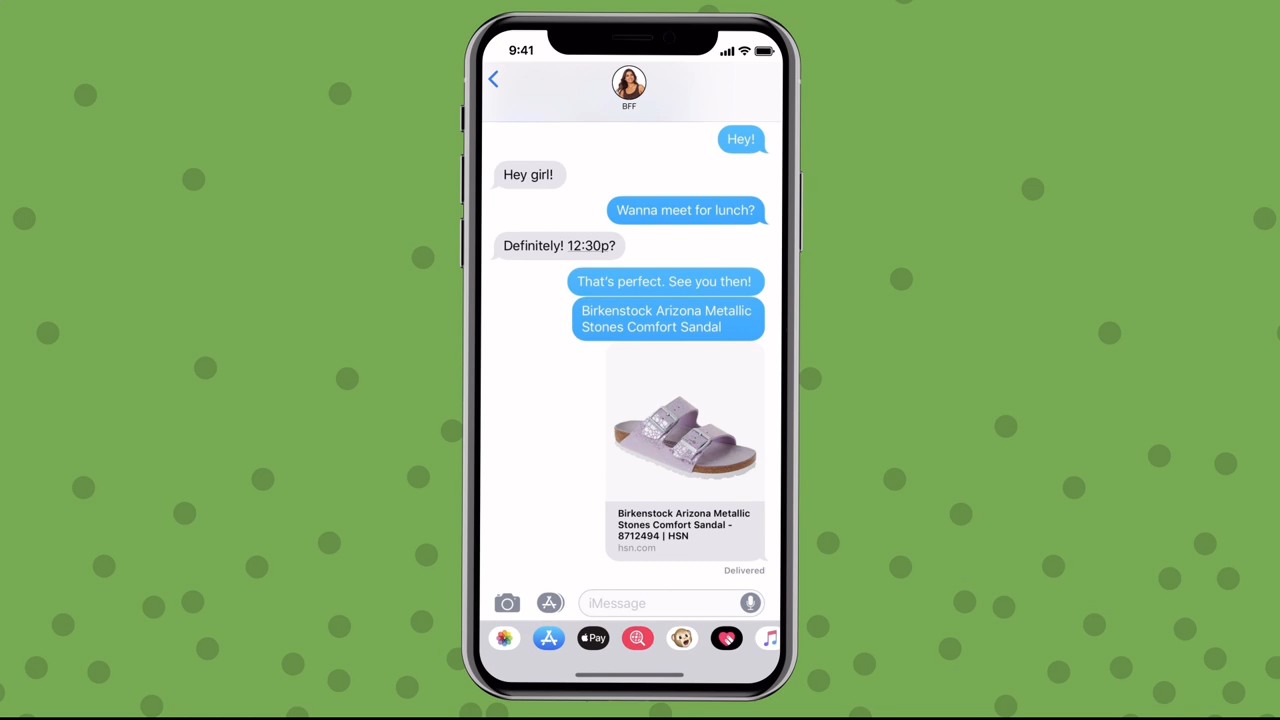 9:41
BFF
Hey!
Hey girl!
Wanna meet for lunch?
Definitely! 12:30p?
That's perfect. See you then!
Birkenstock Arizona Metallic
Stones Comfort Sandal
Birkenstock Arizona Metallic
Stones Comfort Sandal -
8712494 | HSN
hsn.com
Delivered
iMessage
Pay